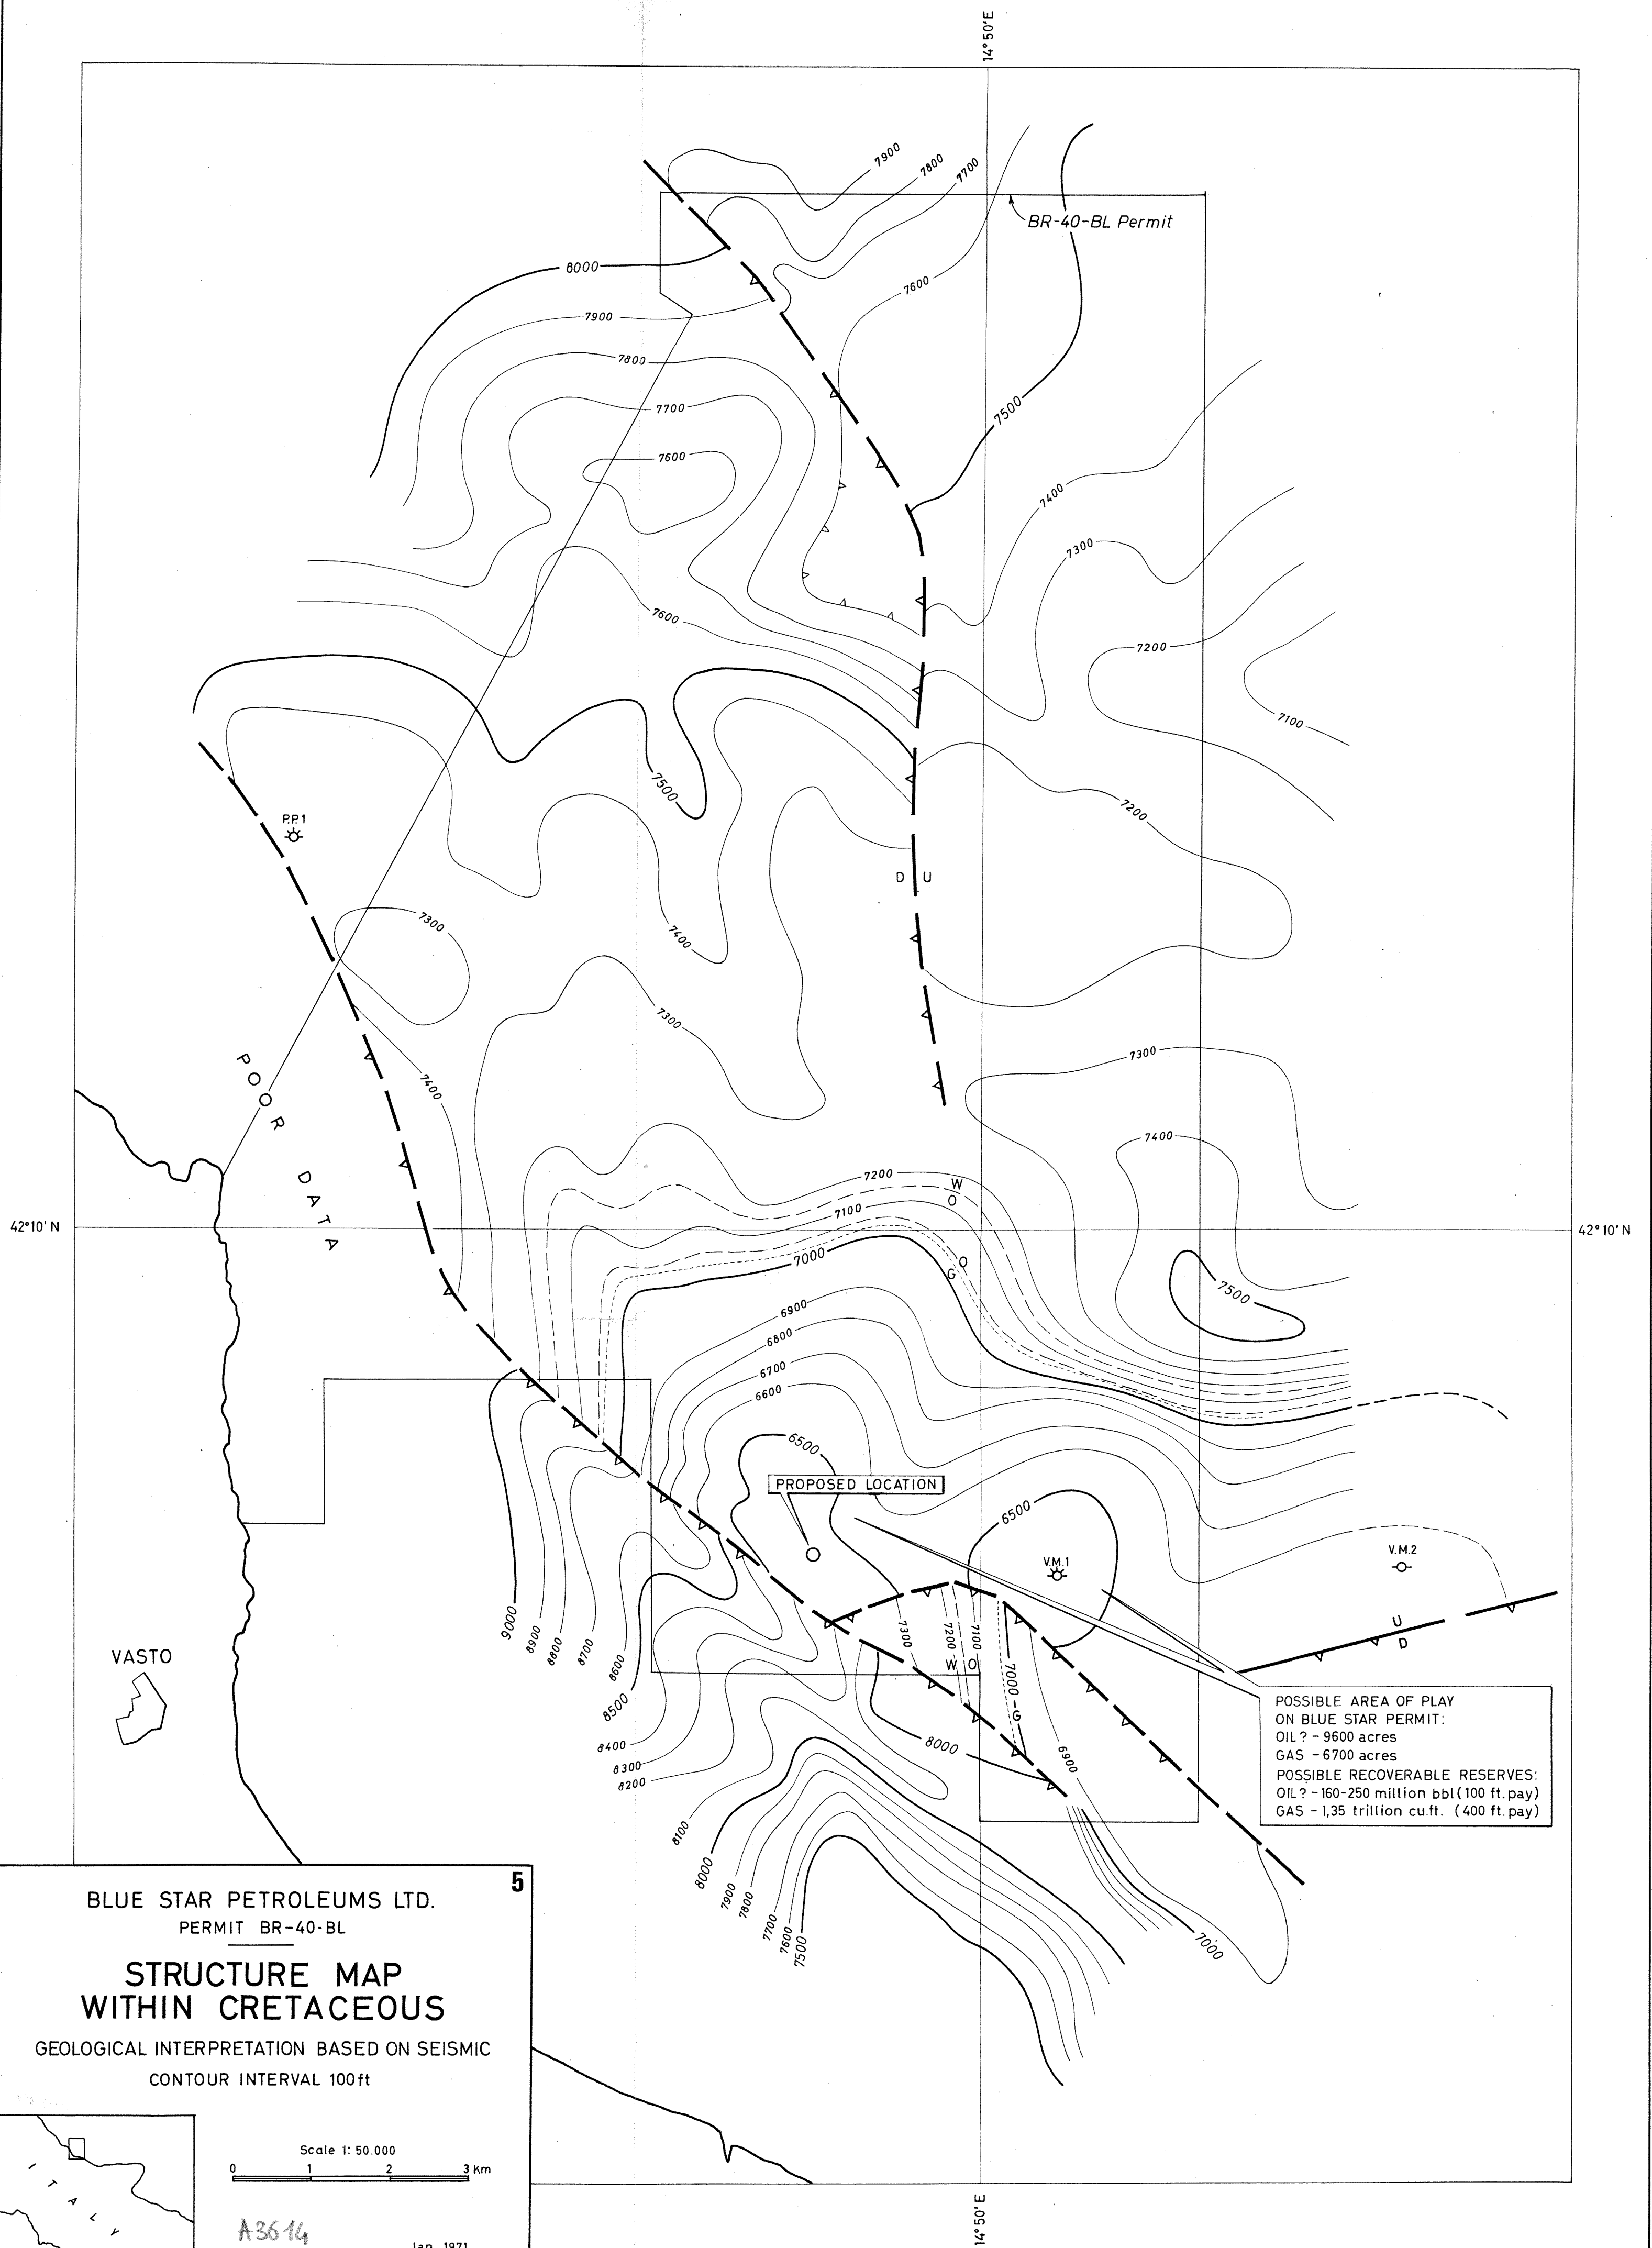 14°50'E
7900
7800
7700
BR-40-BL Permit
8000
7600
7900
7800
7700
7500
7600
7400
7300
7600
7200
7100
7500
7200
P.P.1
D U
7300
7400
7300
7300
7400
POOR DATA
7400
7200
W
O
7100
42°10' N
42°10' N
7000
O
G
7500
6900
6800
6700
6600
6500
PROPOSED LOCATION
6500
V.M.1
V.M.2
9000
8900
8800
8700
8600
8500
7300
7200
7100
W O
7000
G
U
D
VASTO
8400
8300
8200
8000
6900
POSSIBLE AREA OF PLAY
ON BLUE STAR PERMIT:
OIL? - 9600 acres
GAS - 6700 acres
POSSIBLE RECOVERABLE RESERVES:
OIL? - 160-250 million bbl (100 ft. pay)
GAS - 1,35 trillion cu.ft. (400 ft. pay)
8100
8000
7900
7800
7700
7600
7500
7000
5
BLUE STAR PETROLEUMS LTD.
PERMIT BR-40-BL
STRUCTURE MAP
WITHIN CRETACEOUS
GEOLOGICAL INTERPRETATION BASED ON SEISMIC
CONTOUR INTERVAL 100ft
Scale 1: 50.000
0 1 2 3 Km
ITALY
A3614
Jan. 1971
14°50' E